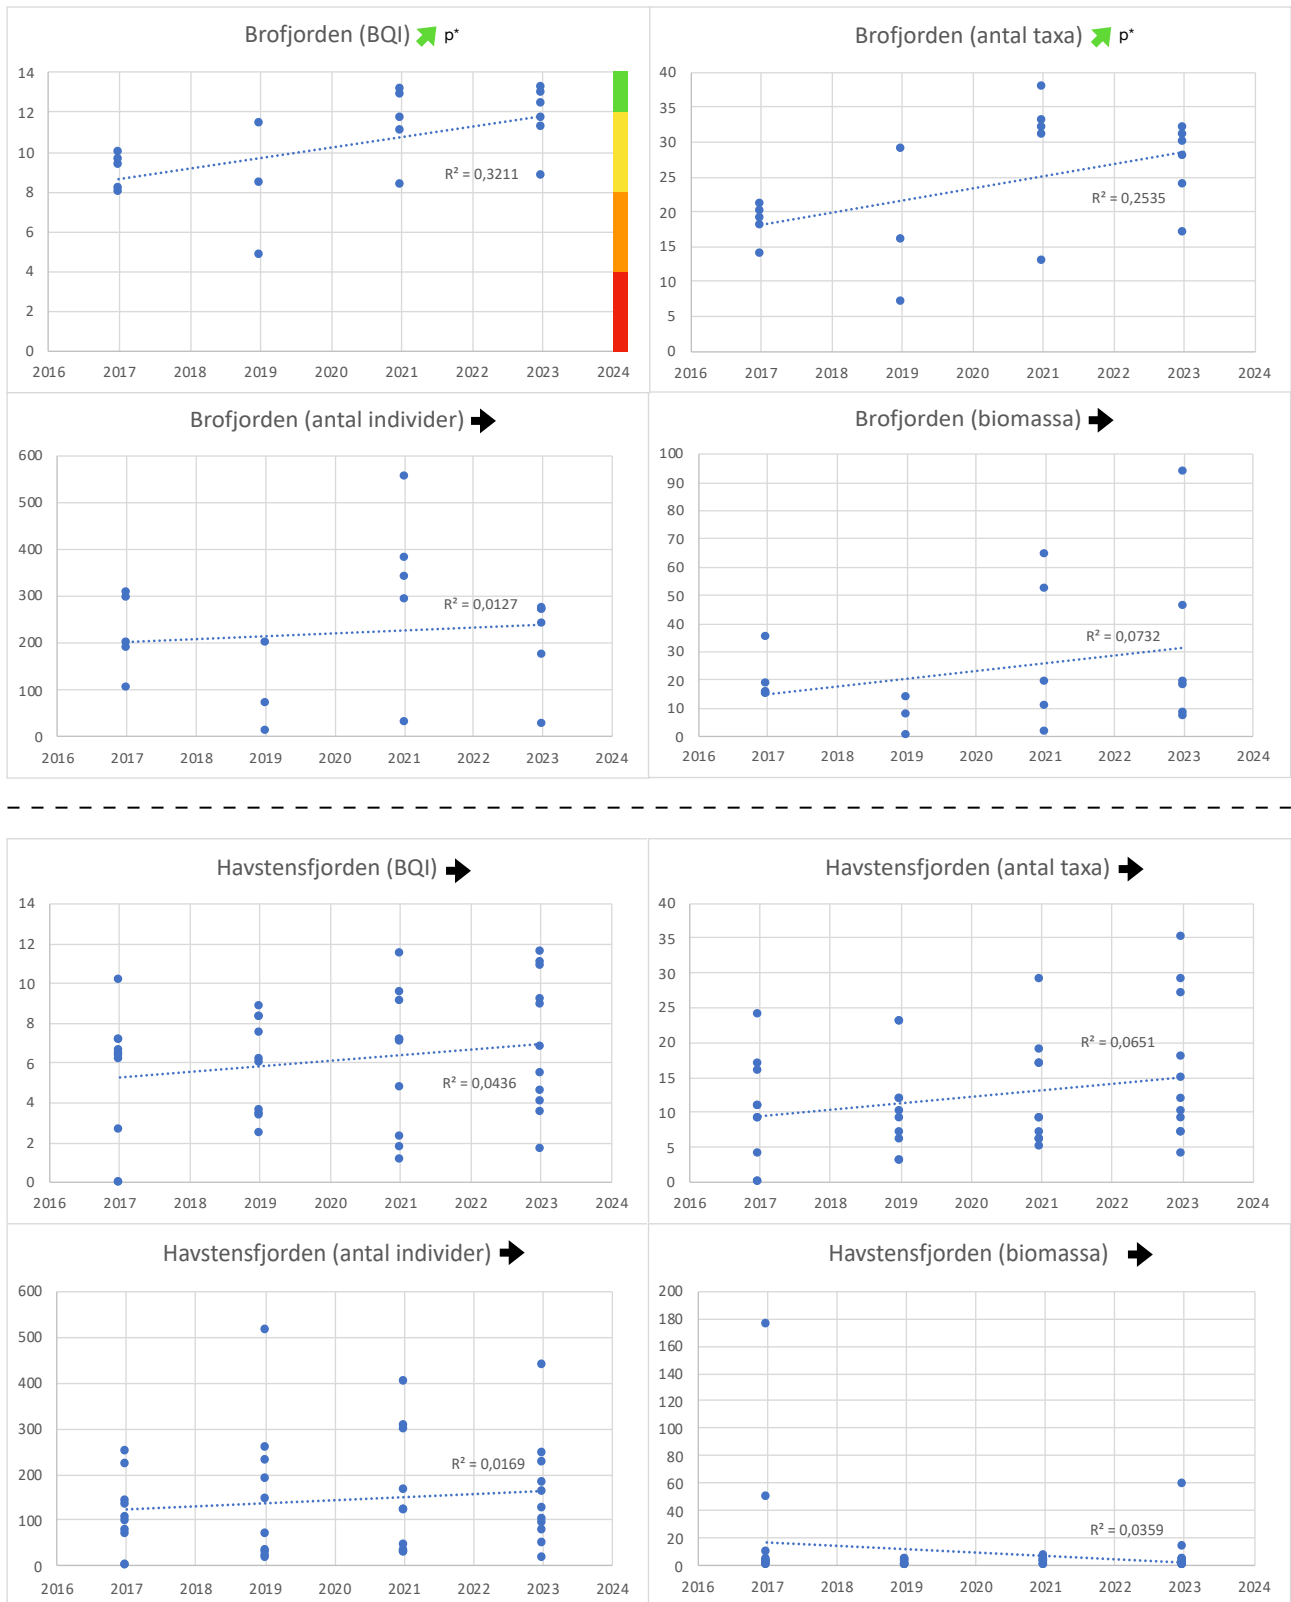 Brofjorden (BQI) p*
14
12
10
8
6
4
2
0
R² = 0,3211
2016 2017 2018 2019 2020 2021 2022 2023 2024
Brofjorden (antal taxa) p*
40
35
30
25
20
15
10
5
0
R² = 0,2535
2016 2017 2018 2019 2020 2021 2022 2023 2024
Brofjorden (antal individer)
600
500
400
300
200
100
0
R² = 0,0127
2016 2017 2018 2019 2020 2021 2022 2023 2024
Brofjorden (biomassa)
100
90
80
70
60
50
40
30
20
10
0
R² = 0,0732
2016 2017 2018 2019 2020 2021 2022 2023 2024
Havstensfjorden (BQI)
14
12
10
8
6
4
2
0
R² = 0,0436
2016 2017 2018 2019 2020 2021 2022 2023 2024
Havstensfjorden (antal taxa)
40
35
30
25
20
15
10
5
0
R² = 0,0651
2016 2017 2018 2019 2020 2021 2022 2023 2024
Havstensfjorden (antal individer)
600
500
400
300
200
100
0
R² = 0,0169
2016 2017 2018 2019 2020 2021 2022 2023 2024
Havstensfjorden (biomassa)
200
180
160
140
120
100
80
60
40
20
0
R² = 0,0359
2016 2017 2018 2019 2020 2021 2022 2023 2024